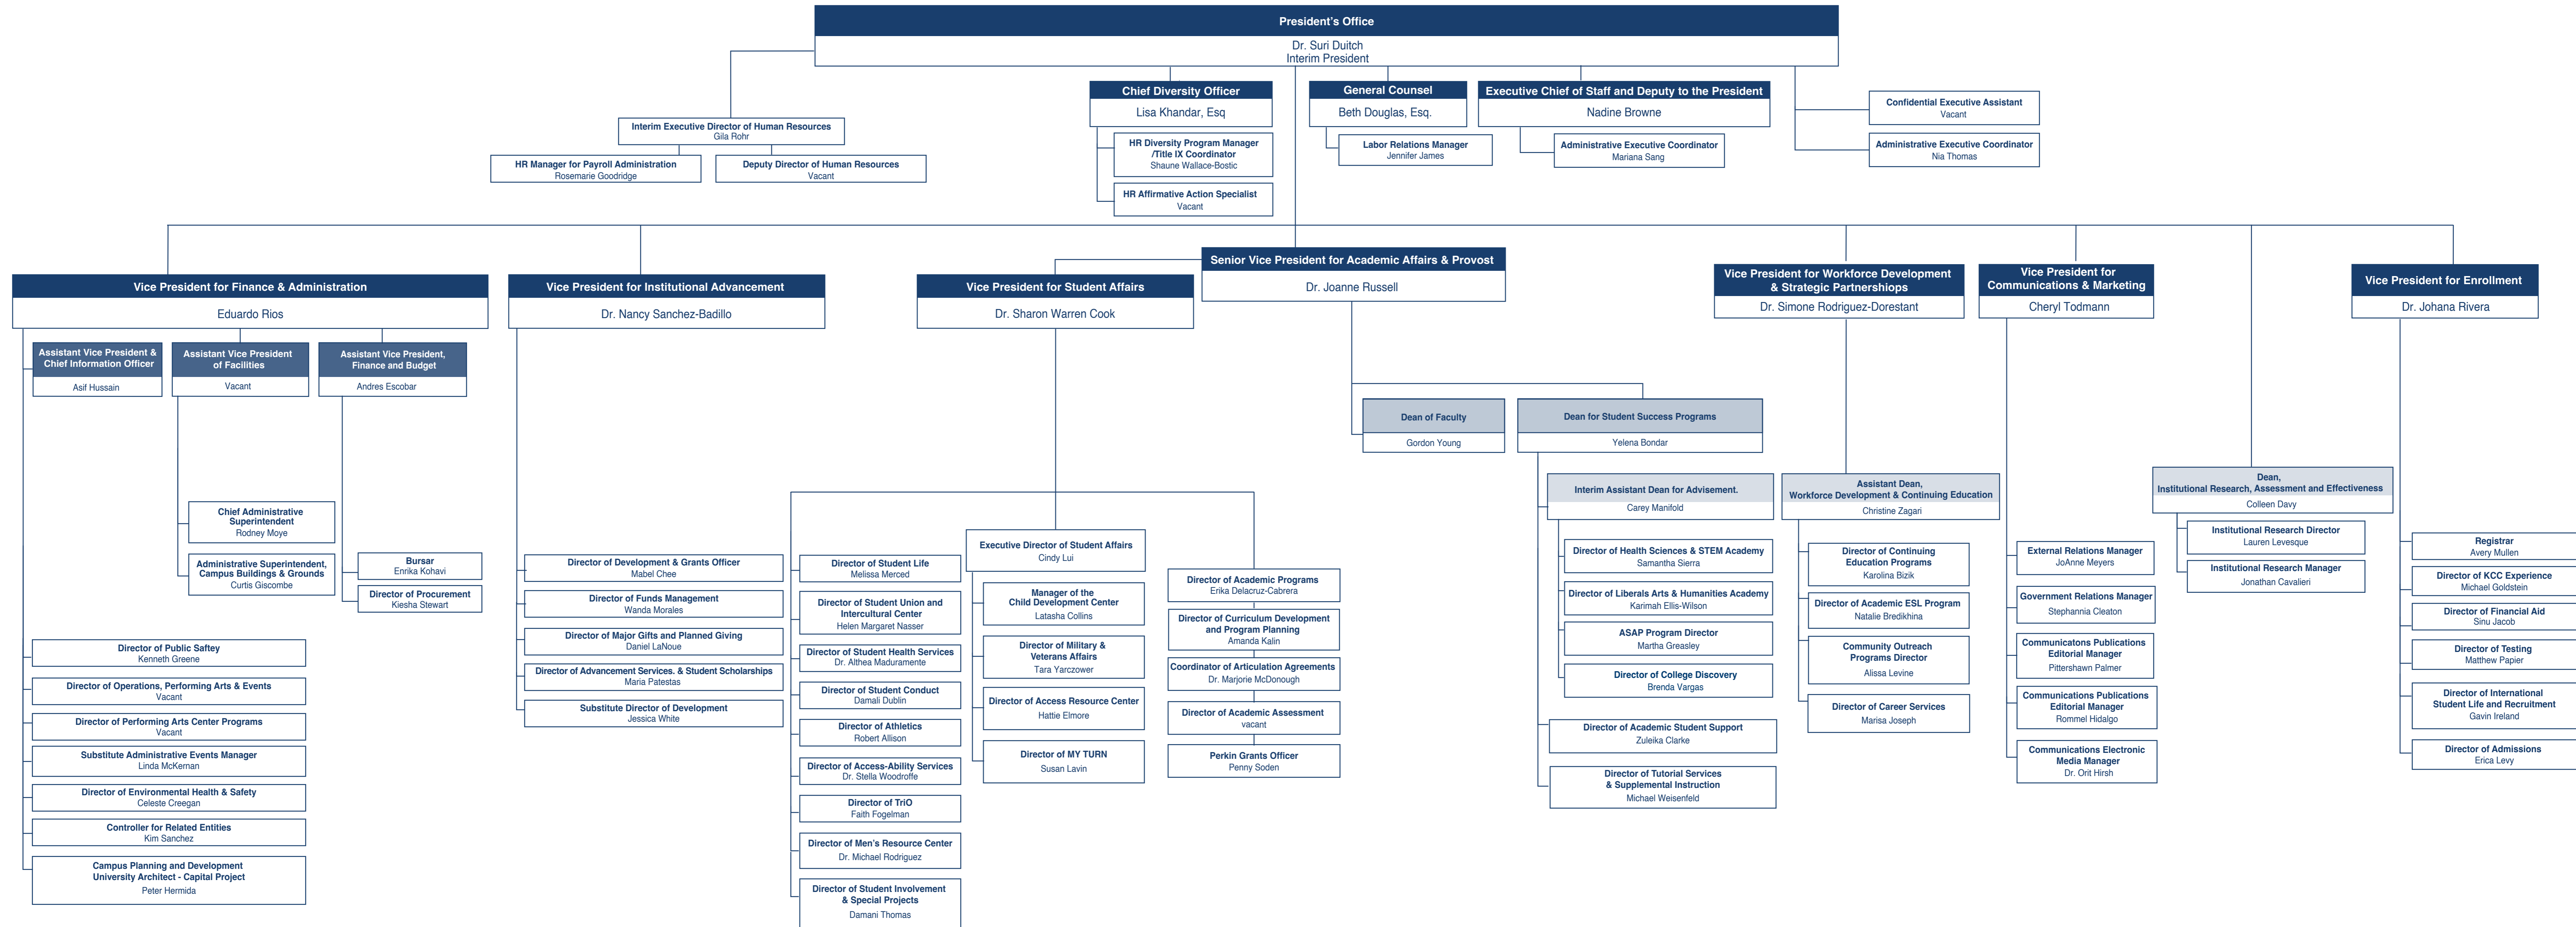 President's Office
Dr. Suri Duitch
Interim President
Interim Executive Director of Human Resources
Gila Rohr
HR Manager for Payroll Administration
Rosemarie Goodridge
Deputy Director of Human Resources
Vacant
Chief Diversity Officer
Lisa Khandar, Esq
HR Diversity Program Manager
/Title IX Coordinator
Shaune Wallace-Bostic
HR Affirmative Action Specialist
Vacant
General Counsel
Beth Douglas, Esq.
Labor Relations Manager
Jennifer James
Executive Chief of Staff and Deputy to the President
Nadine Browne
Administrative Executive Coordinator
Mariana Sang
Confidential Executive Assistant
Vacant
Administrative Executive Coordinator
Nia Thomas
Vice President for Finance & Administration
Eduardo Rios
Assistant Vice President &
Chief Information Officer
Asif Hussain
Assistant Vice President
of Facilities
Vacant
Assistant Vice President,
Finance and Budget
Andres Escobar
Chief Administrative
Superintendent
Rodney Moye
Administrative Superintendent,
Campus Buildings & Grounds
Curtis Giscombe
Bursar
Enrika Kohavi
Director of Procurement
Kiesha Stewart
Director of Public Saftey
Kenneth Greene
Director of Operations, Performing Arts & Events
Vacant
Director of Performing Arts Center Programs
Vacant
Substitute Administrative Events Manager
Linda McKernan
Director of Environmental Health & Safety
Celeste Creegan
Controller for Related Entities
Kim Sanchez
Campus Planning and Development
University Architect - Capital Project
Peter Hermida
Vice President for Institutional Advancement
Dr. Nancy Sanchez-Badillo
Director of Development & Grants Officer
Mabel Chee
Director of Funds Management
Wanda Morales
Director of Major Gifts and Planned Giving
Daniel LaNoue
Director of Advancement Services. & Student Scholarships
Maria Patestas
Substitute Director of Development
Jessica White
Vice President for Student Affairs
Dr. Sharon Warren Cook
Director of Student Life
Melissa Merced
Director of Student Union and
Intercultural Center
Helen Margaret Nasser
Director of Student Health Services
Dr. Althea Maduramente
Director of Student Conduct
Damali Dublin
Director of Athletics
Robert Allison
Director of Access-Ability Services
Dr. Stella Woodroffe
Director of TriO
Faith Fogelman
Director of Men's Resource Center
Dr. Michael Rodriguez
Director of Student Involvement
& Special Projects
Damani Thomas
Executive Director of Student Affairs
Cindy Lui
Manager of the
Child Development Center
Latasha Collins
Director of Military &
Veterans Affairs
Tara Yarczower
Director of Access Resource Center
Hattie Elmore
Director of MY TURN
Susan Lavin
Director of Academic Programs
Erika Delacruz-Cabrera
Director of Curriculum Development
and Program Planning
Amanda Kalin
Coordinator of Articulation Agreements
Dr. Marjorie McDonough
Director of Academic Assessment
vacant
Perkin Grants Officer
Penny Soden
Senior Vice President for Academic Affairs & Provost
Dr. Joanne Russell
Dean of Faculty
Gordon Young
Dean for Student Success Programs
Yelena Bondar
Interim Assistant Dean for Advisement.
Carey Manifold
Director of Health Sciences & STEM Academy
Samantha Sierra
Director of Liberals Arts & Humanities Academy
Karimah Ellis-Wilson
ASAP Program Director
Martha Greasley
Director of College Discovery
Brenda Vargas
Director of Academic Student Support
Zuleika Clarke
Director of Tutorial Services
& Supplemental Instruction
Michael Weisenfeld
Vice President for Workforce Development
& Strategic Partnerships
Dr. Simone Rodriguez-Dorestant
Assistant Dean,
Workforce Development & Continuing Education
Christine Zagari
Director of Continuing
Education Programs
Karolina Bizik
Director of Academic ESL Program
Natalie Bredikhina
Community Outreach
Programs Director
Alissa Levine
Director of Career Services
Marisa Joseph
Vice President for
Communications & Marketing
Cheryl Todmann
External Relations Manager
JoAnne Meyers
Government Relations Manager
Stephannia Cleaton
Communicatons Publications
Editorial Manager
Pittershawn Palmer
Communications Publications
Editorial Manager
Rommel Hidalgo
Communications Electronic
Media Manager
Dr. Orit Hirsh
Dean,
Institutional Research, Assessment and Effectiveness
Colleen Davy
Institutional Research Director
Lauren Levesque
Institutional Research Manager
Jonathan Cavalieri
Vice President for Enrollment
Dr. Johana Rivera
Registrar
Avery Mullen
Director of KCC Experience
Michael Goldstein
Director of Financial Aid
Sinu Jacob
Director of Testing
Matthew Papier
Director of International
Student Life and Recruitment
Gavin Ireland
Director of Admissions
Erica Levy